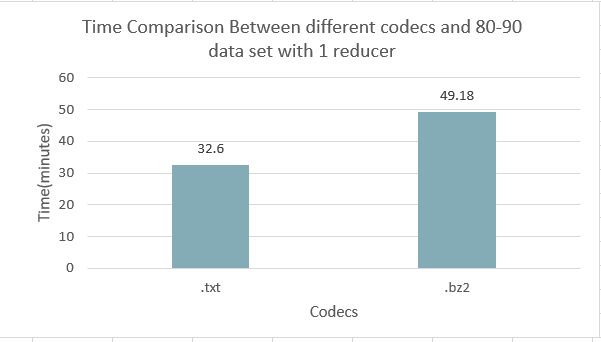 Time Comparison Between different codecs and 80-90
data set with 1 reducer
Time(minutes)
60
50
40
30
20
10
0
32.6
49.18
.txt
.bz2
Codecs